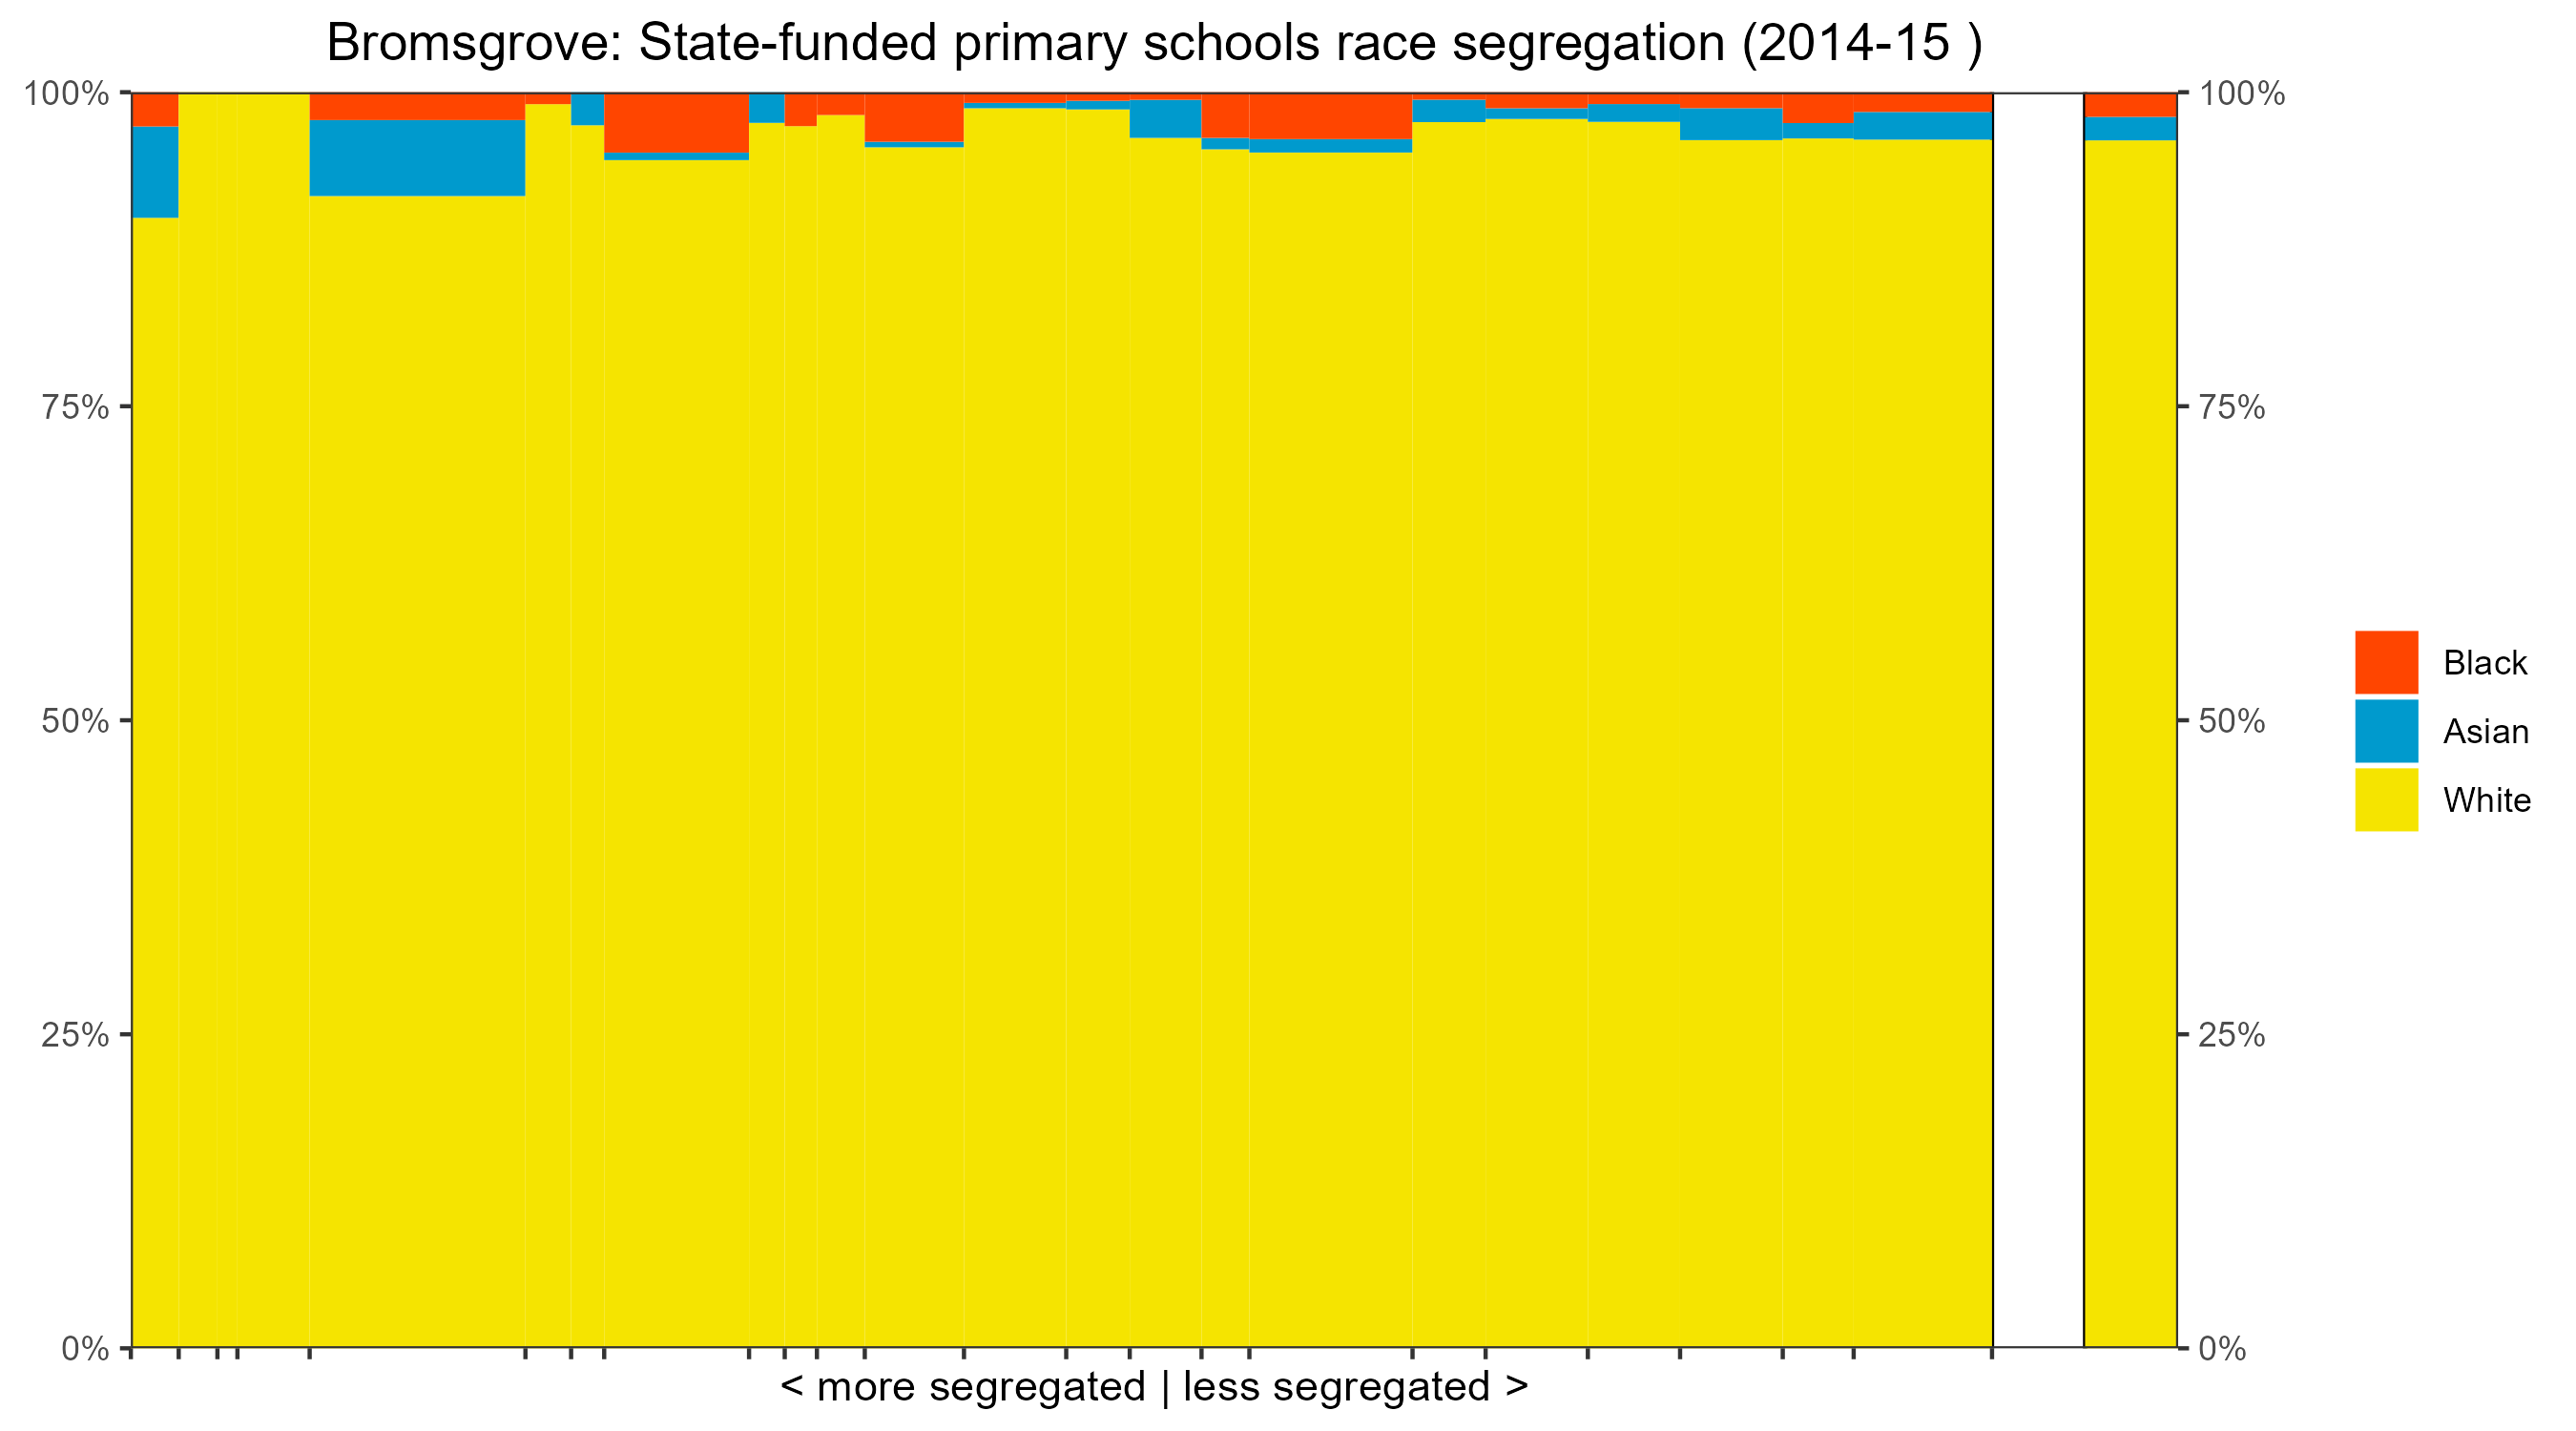 Bromsgrove: State-funded primary schools race segregation (2014-15 )
100%
75%
50%
25%
0%
100%
75%
50%
25%
0%
< more segregated | less segregated >
Black
Asian
White